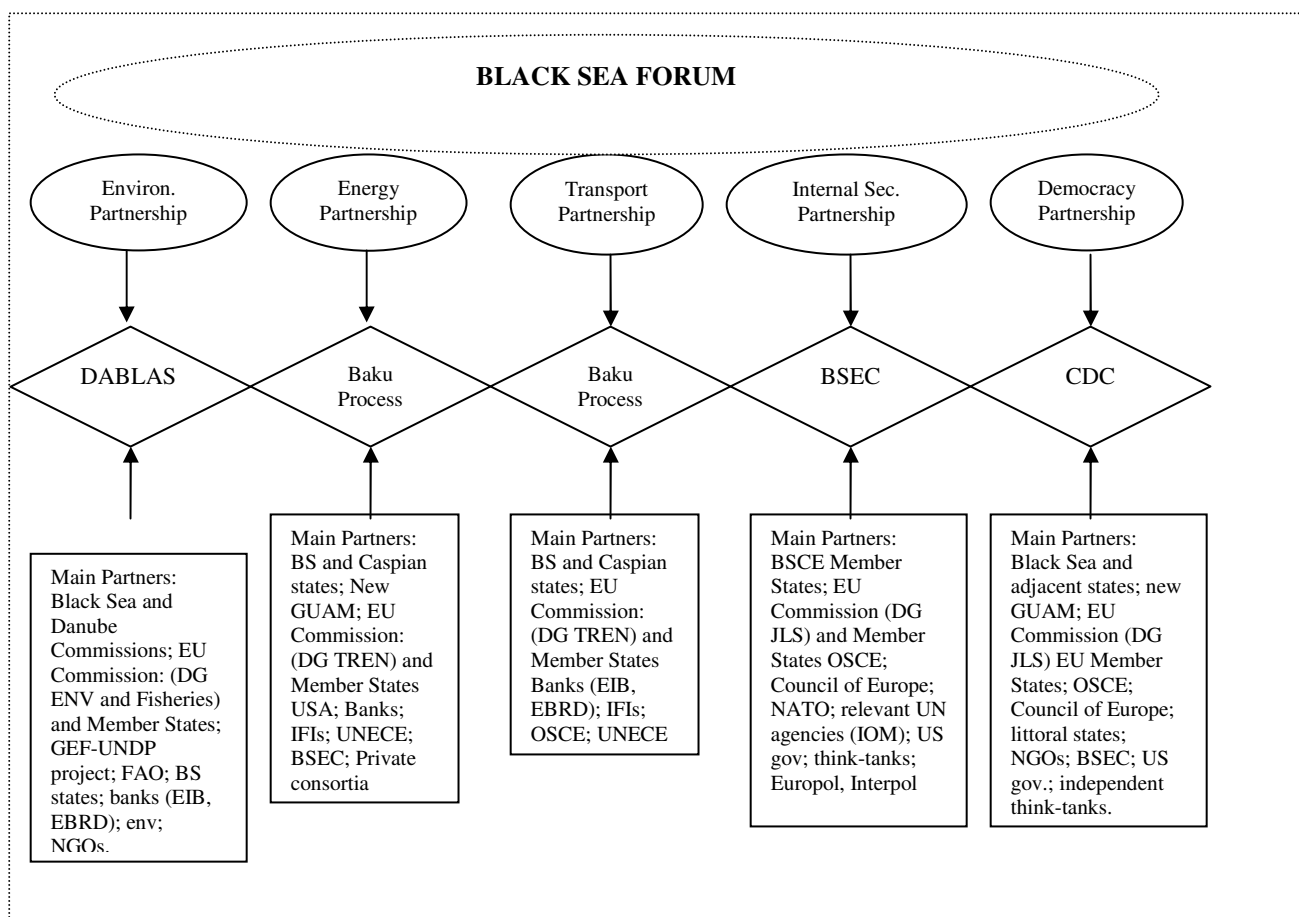 BLACK SEA FORUM
Environ.
Partnership
Energy
Partnership
Transport
Partnership
Internal Sec.
Partnership
Democracy
Partnership
DABLAS
Baku
Process
Baku
Process
BSEC
CDC
Main Partners:
Black Sea and
Danube
Commissions; EU
Commission: (DG
ENV and Fisheries)
and Member States;
GEF-UNDP
project; FAO; BS
states; banks (EIB,
EBRD); env;
NGOs.
Main Partners:
BS and Caspian
states; New
GUAM; EU
Commission:
(DG TREN) and
Member States
USA; Banks;
IFIs; UNECE;
BSEC; Private
consortia
Main Partners:
BS and Caspian
states; EU
Commission:
(DG TREN) and
Member States
Banks (EIB,
EBRD); IFIs;
OSCE; UNECE
Main Partners:
BSCE Member
States; EU
Commission (DG
JLS) and Member
States OSCE;
Council of Europe;
NATO; relevant UN
agencies (IOM); US
gov; think-tanks;
Europol, Interpol
Main Partners:
Black Sea and
adjacent states; new
GUAM; EU
Commission (DG
JLS) EU Member
States; OSCE;
Council of Europe;
littoral states;
NGOs; BSEC; US
gov.; independent
think-tanks.